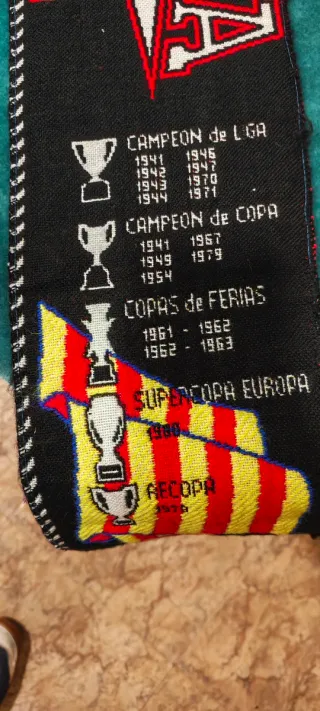 A
CAMPEON de LIGA
1941 1946
1942 1947
1943 1970
1944 1971
CAMPEON de COPA
1941 1967
1949 1979
1954
COPAS de FERIAS
1961 - 1962
1962 - 1963
SUPERCOPA EUROPA
1980
RECOPA